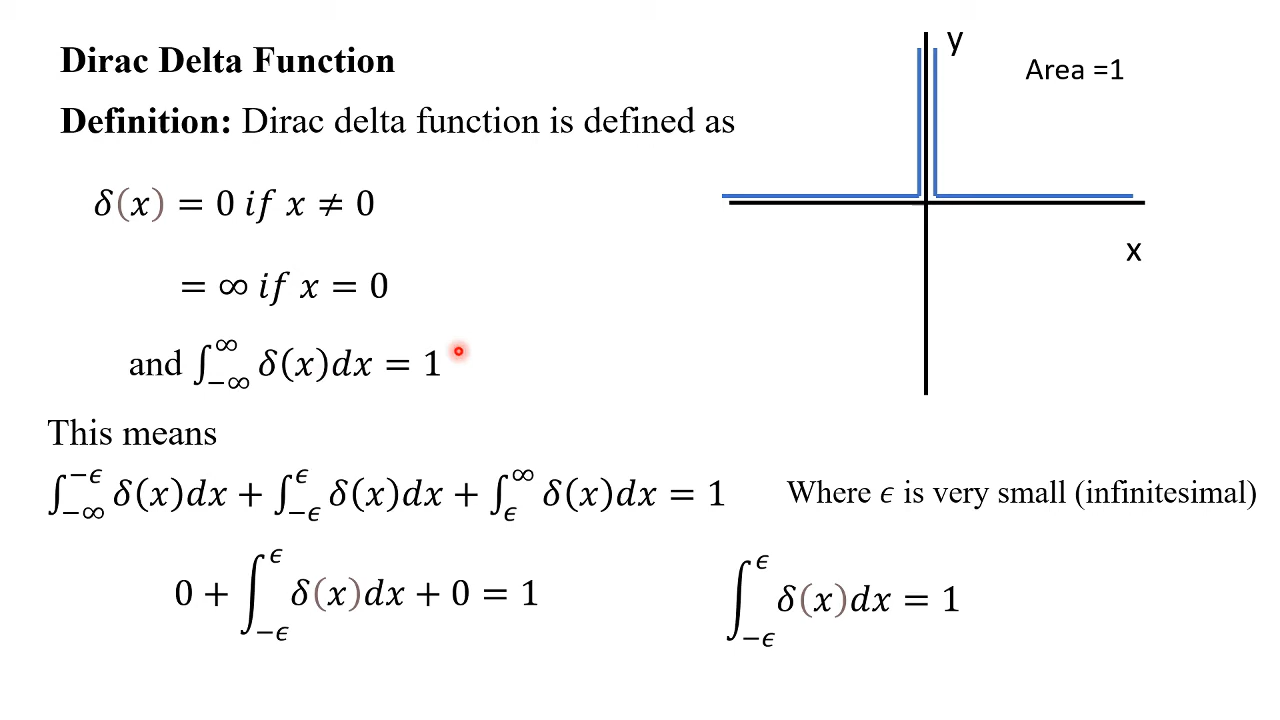 Dirac Delta Function
Definition: Dirac delta function is defined as
δ(x) = 0 if x ≠ 0
= ∞ if x = 0
and ∫_{-∞}^{∞} δ(x)dx = 1
y
Area =1
x
This means
∫_{-∞}^{-ϵ} δ(x)dx + ∫_{-ϵ}^{ϵ} δ(x)dx + ∫_{ϵ}^{∞} δ(x)dx = 1 Where ϵ is very small (infinitesimal)
0 + ∫_{-ϵ}^{ϵ} δ(x)dx + 0 = 1
∫_{-ϵ}^{ϵ} δ(x)dx = 1